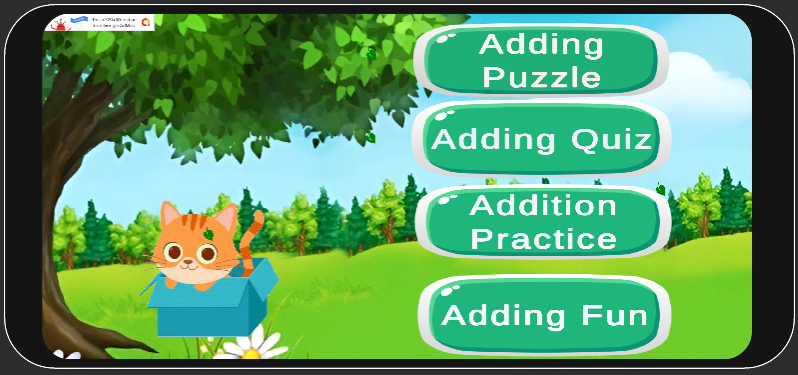 Adding
Puzzle
Adding Quiz
Addition
Practice
Adding Fun